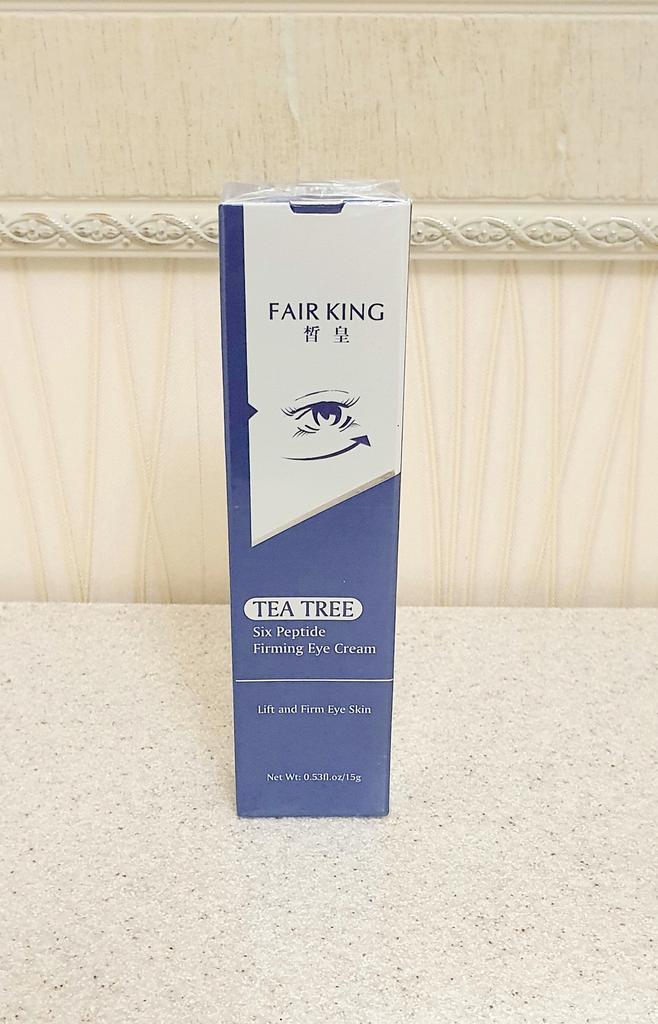 FAIR KING
皙 皇
TEA TREE
Six Peptide
Firming Eye Cream
Lift and Firm Eye Skin
Net Wt: 0.53fl.oz/15g